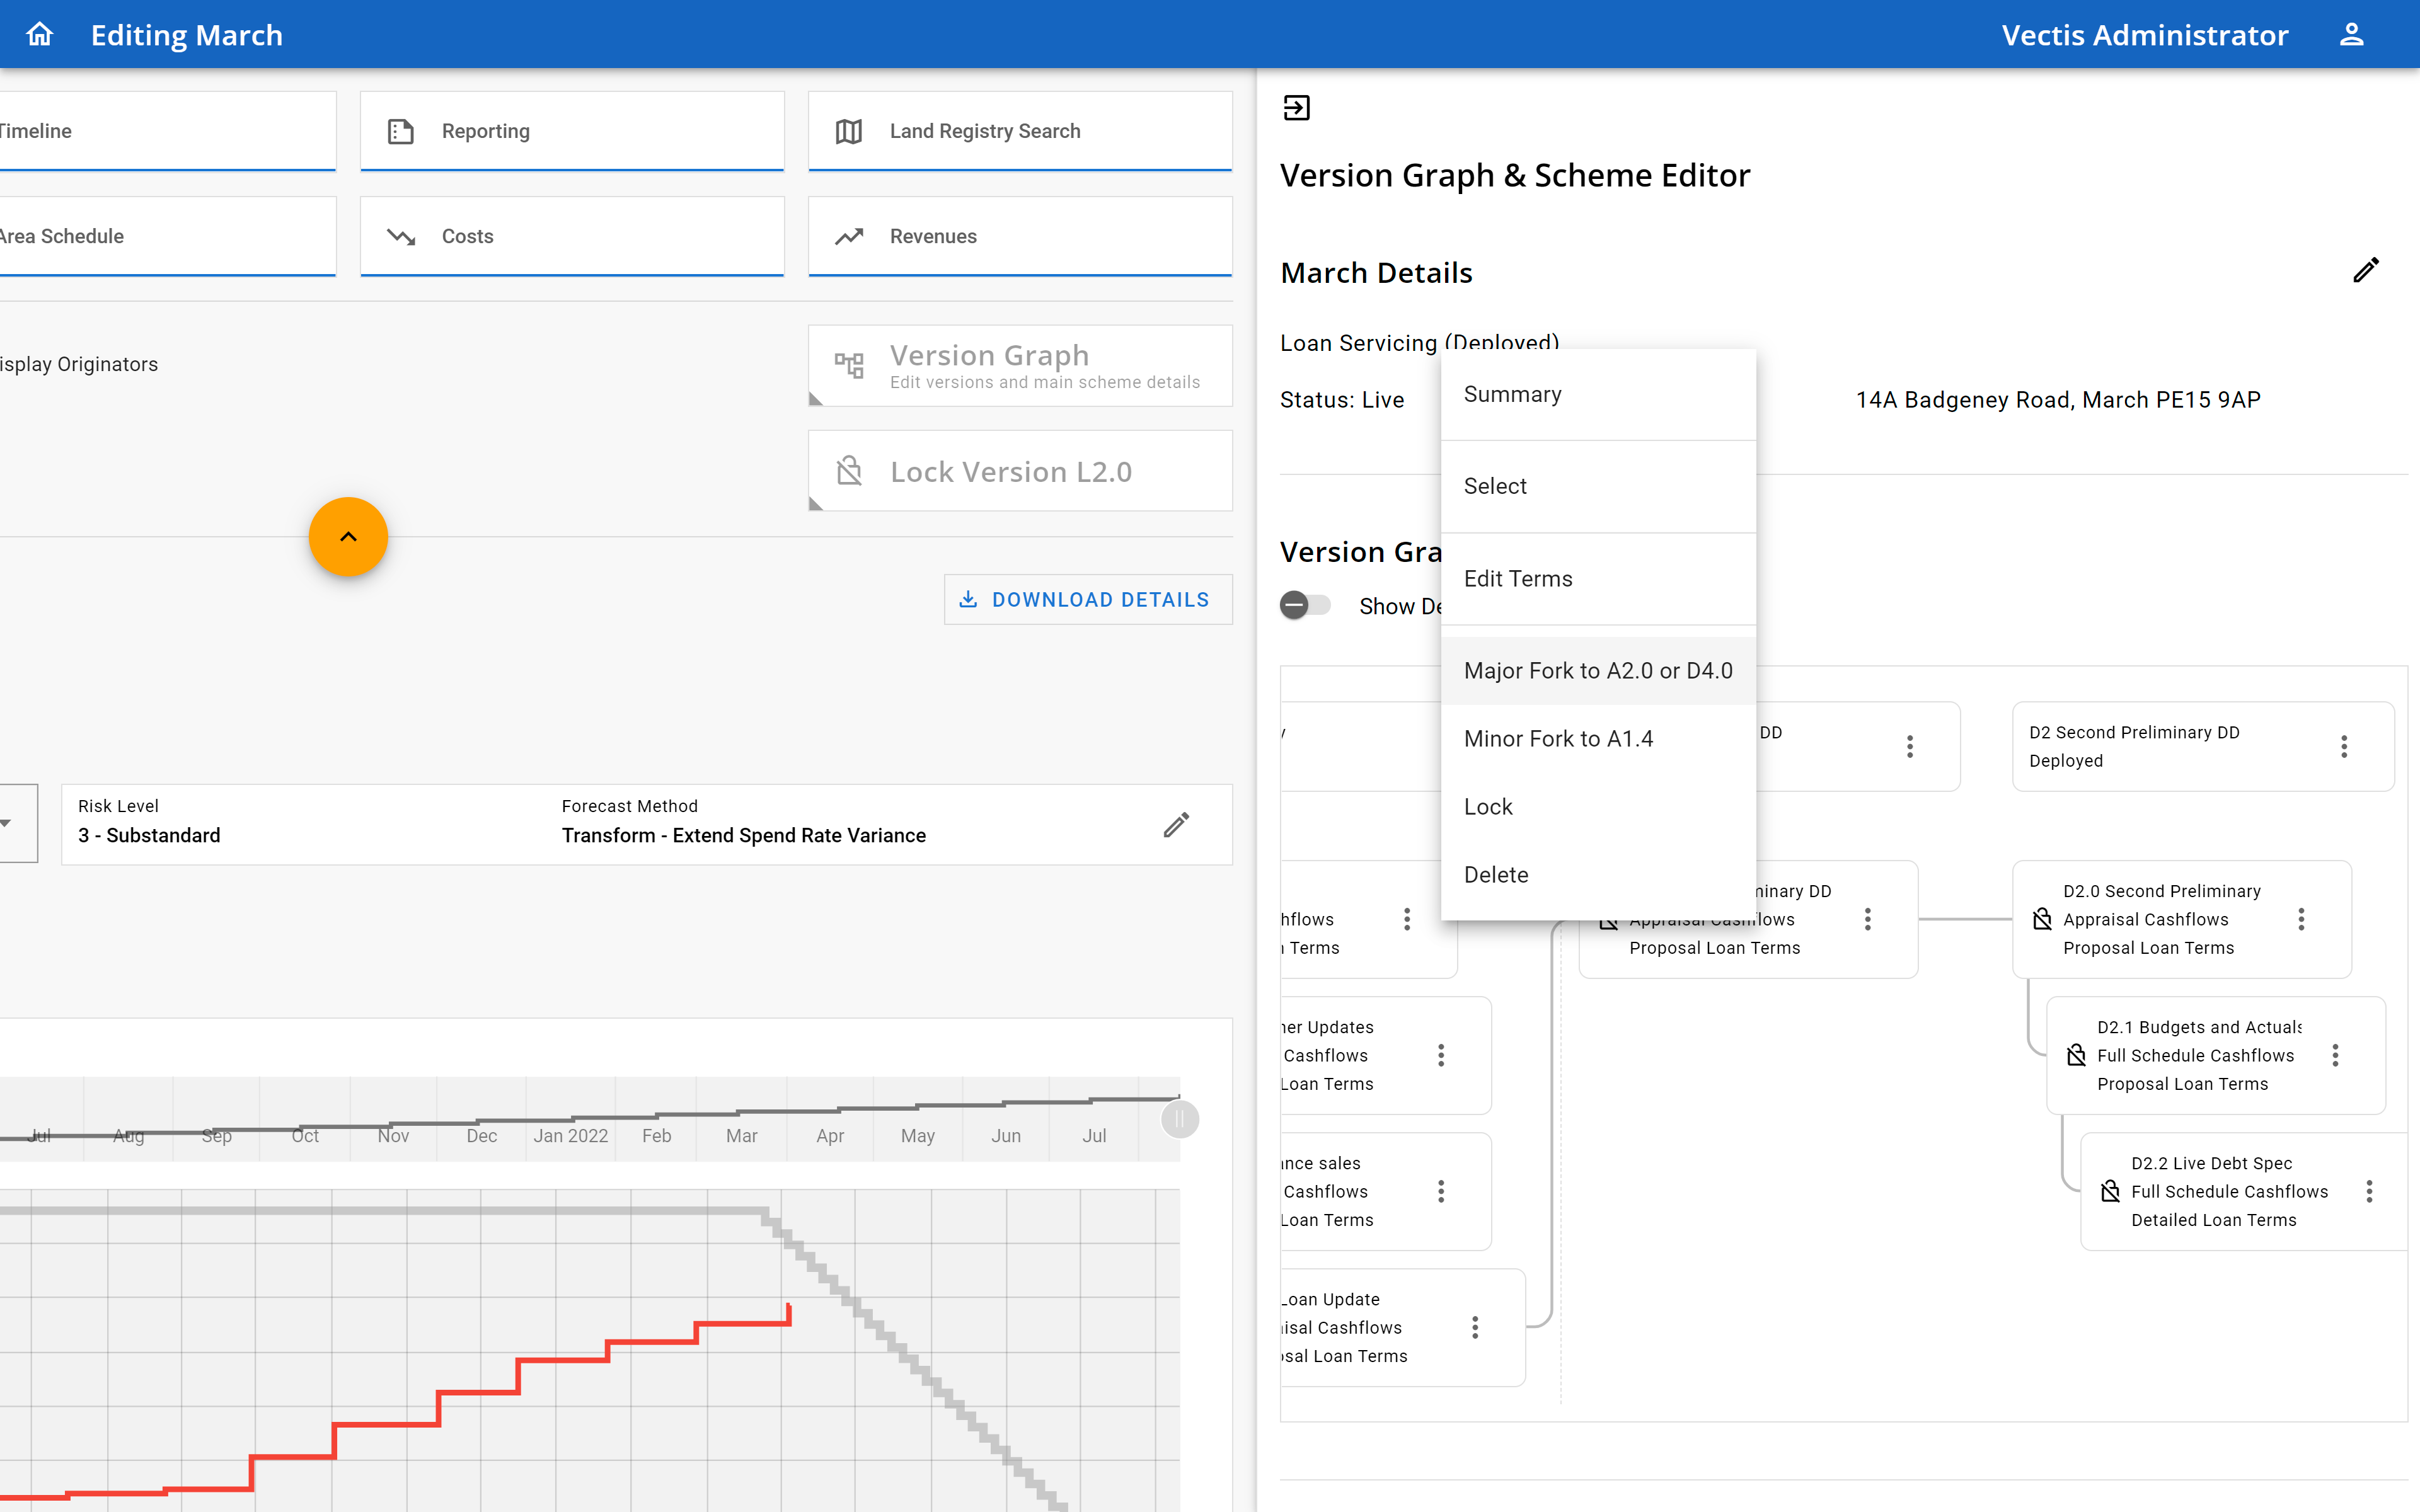 Editing March
Vectis Administrator
Timeline
Reporting
Land Registry Search
Area Schedule
Costs
Revenues
isplay Originators
Version Graph
Edit versions and main scheme details
Lock Version L2.0
DOWNLOAD DETAILS
Risk Level
3 - Substandard
Forecast Method
Transform - Extend Spend Rate Variance
Jul Aug Sep Oct Nov Dec Jan 2022 Feb Mar Apr May Jun Jul
Version Graph & Scheme Editor
March Details
Loan Servicing (Deployed)
Status: Live
14A Badgeney Road, March PE15 9AP
Version Gra
Show De
Summary
Select
Edit Terms
Major Fork to A2.0 or D4.0
Minor Fork to A1.4
Lock
Delete
DD
D2 Second Preliminary DD
Deployed
hflows
Terms
minary DD
Appraisal Cashflows
Proposal Loan Terms
D2.0 Second Preliminary
Appraisal Cashflows
Proposal Loan Terms
ner Updates
Cashflows
Loan Terms
D2.1 Budgets and Actuals
Full Schedule Cashflows
Proposal Loan Terms
ance sales
Cashflows
Loan Terms
D2.2 Live Debt Spec
Full Schedule Cashflows
Detailed Loan Terms
Loan Update
isal Cashflows
osal Loan Terms